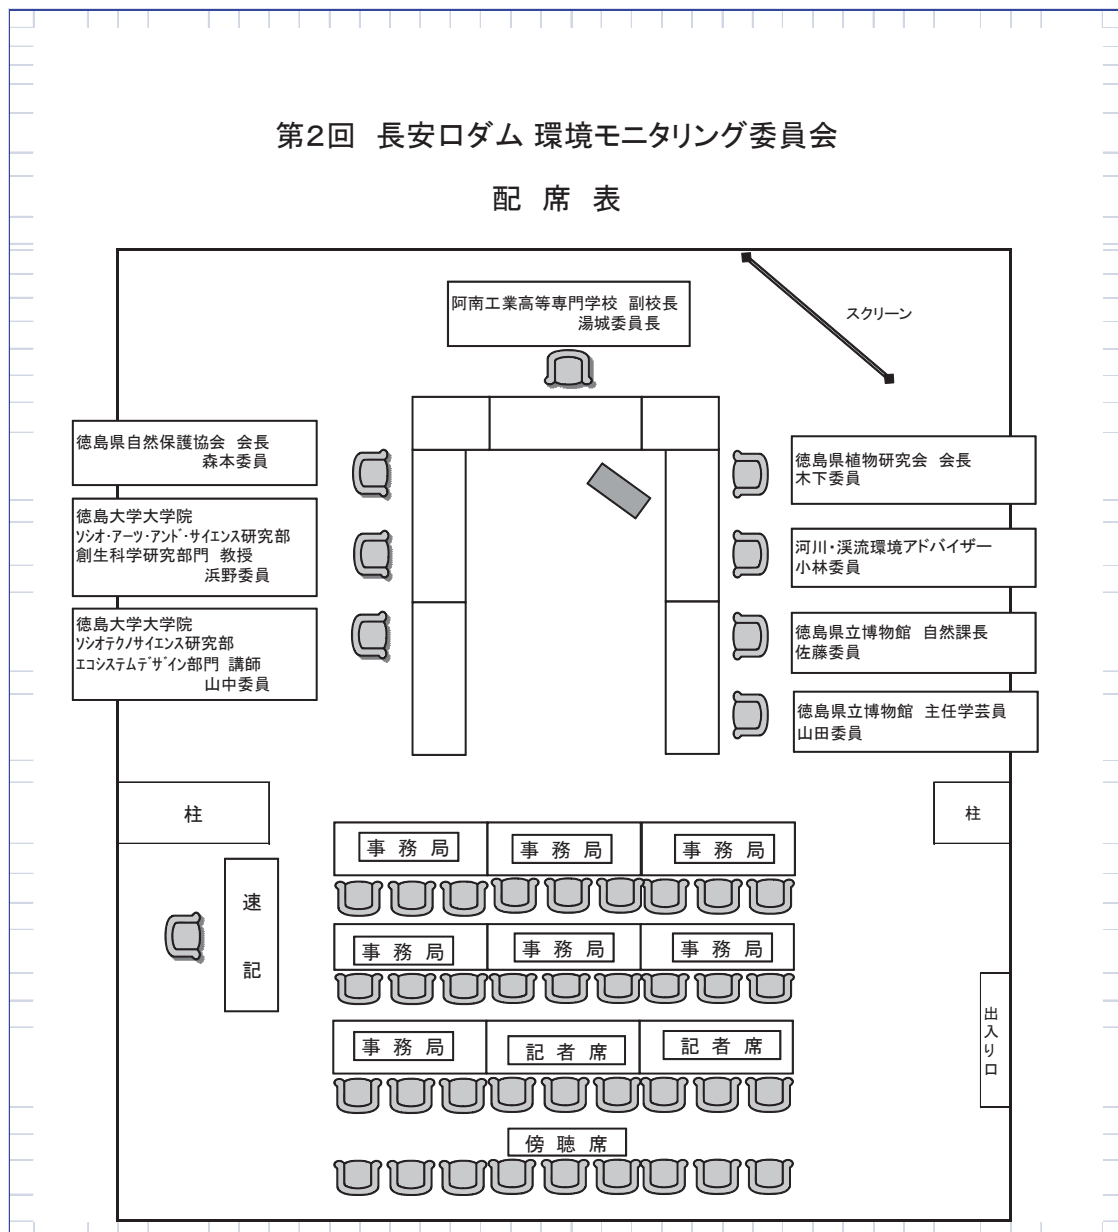 第2回 長安口ダム 環境モニタリング委員会
配 席 表
スクリーン
阿南工業高等専門学校 副校長
湯城委員長
徳島県自然保護協会 会長
森本委員
徳島大学大学院
ソシオ・アーツ・アンド・サイエンス研究部
創生科学研究部門 教授
浜野委員
徳島大学大学院
ソシオテクノサイエンス研究部
エコシステムデザイン部門 講師
山中委員
徳島県植物研究会 会長
木下委員
河川・渓流環境アドバイザー
小林委員
徳島県立博物館 自然課長
佐藤委員
徳島県立博物館 主任学芸員
山田委員
柱
柱
速記
事 務 局
事 務 局
事 務 局
事 務 局
事 務 局
事 務 局
事 務 局
記 者 席
記 者 席
傍 聴 席
出入り口